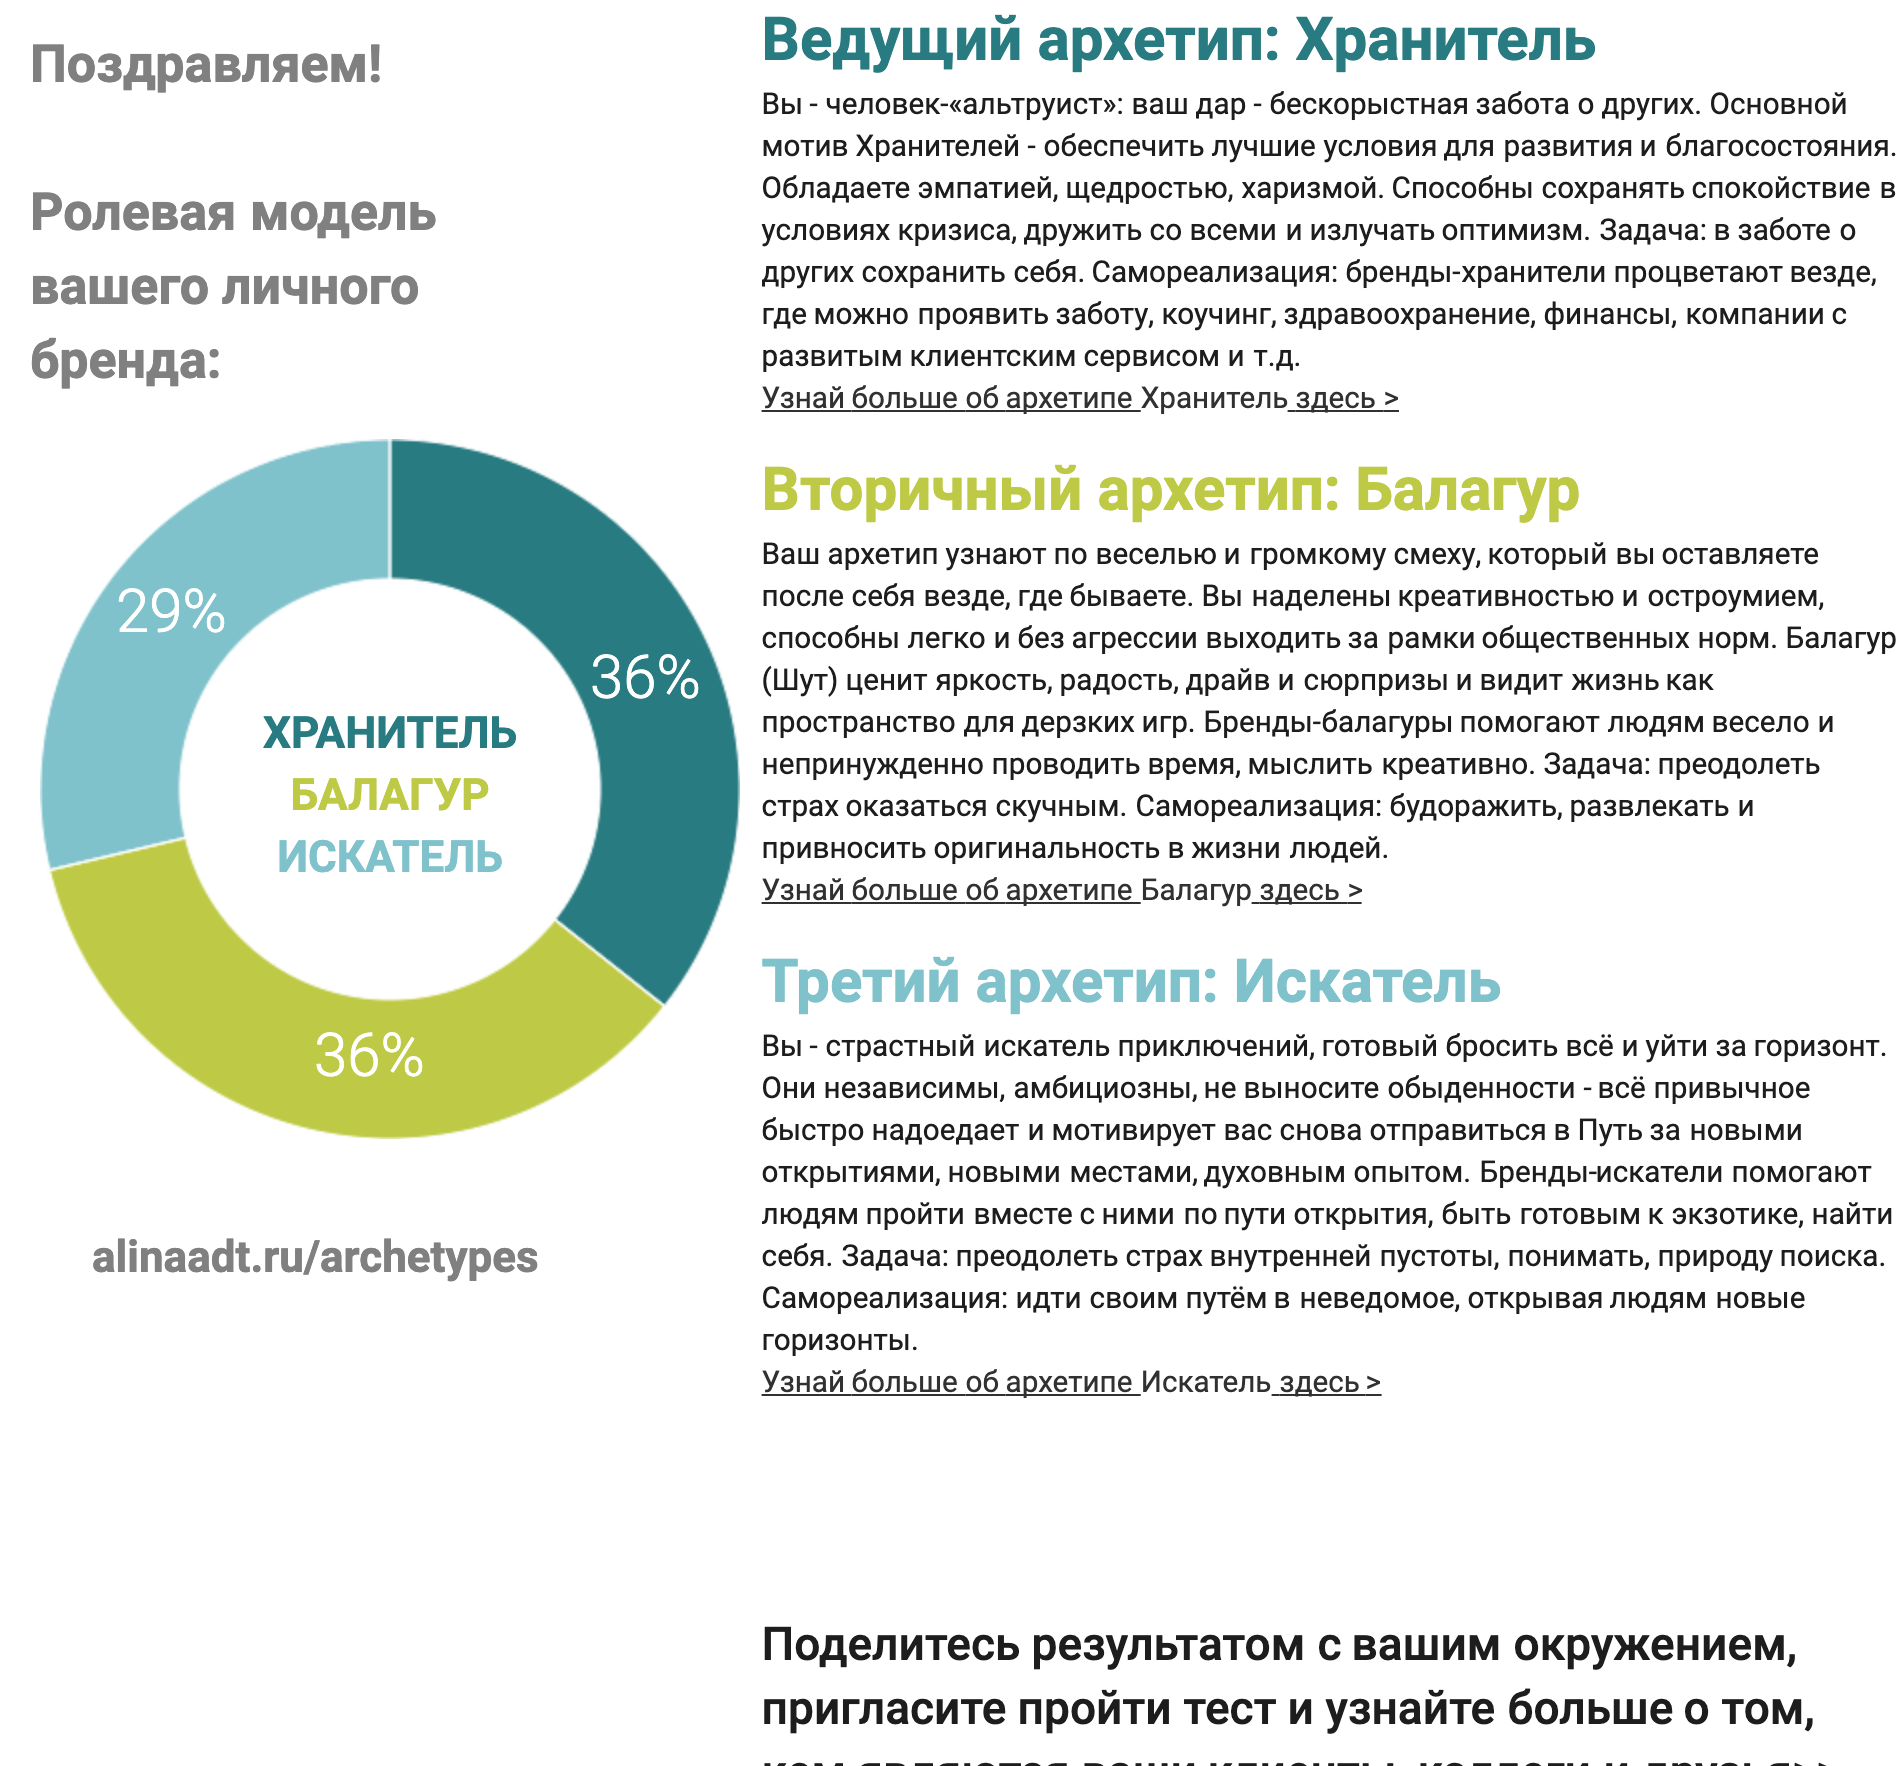 Поздравляем!
Ролевая модель
вашего личного
бренда:
29%
36%
ХРАНИТЕЛЬ
БАЛАГУР
ИСКАТЕЛЬ
36%
alinaadt.ru/archetypes
Ведущий архетип: Хранитель
Вы - человек-«альтруист»: ваш дар - бескорыстная забота о других. Основной
мотив Хранителей - обеспечить лучшие условия для развития и благосостояния.
Обладаете эмпатией, щедростью, харизмой. Способны сохранять спокойствие в
условиях кризиса, дружить со всеми и излучать оптимизм. Задача: в заботе о
других сохранить себя. Самореализация: бренды-хранители процветают везде,
где можно проявить заботу, коучинг, здравоохранение, финансы, компании с
развитым клиентским сервисом и т.д.
Узнай больше об архетипе Хранитель здесь >
Вторичный архетип: Балагур
Ваш архетип узнают по веселью и громкому смеху, который вы оставляете
после себя везде, где бываете. Вы наделены креативностью и остроумием,
способны легко и без агрессии выходить за рамки общественных норм. Балагур
(Шут) ценит яркость, радость, драйв и сюрпризы и видит жизнь как
пространство для дерзких игр. Бренды-балагуры помогают людям весело и
непринужденно проводить время, мыслить креативно. Задача: преодолеть
страх оказаться скучным. Самореализация: будоражить, развлекать и
привносить оригинальность в жизни людей.
Узнай больше об архетипе Балагур здесь >
Третий архетип: Искатель
Вы - страстный искатель приключений, готовый бросить всё и уйти за горизонт.
Они независимы, амбициозны, не выносите обыденности - всё привычное
быстро надоедает и мотивирует вас снова отправиться в Путь за новыми
открытиями, новыми местами, духовным опытом. Бренды-искатели помогают
людям пройти вместе с ними по пути открытия, быть готовым к экзотике, найти
себя. Задача: преодолеть страх внутренней пустоты, понимать, природу поиска.
Самореализация: идти своим путём в неведомое, открывая людям новые
горизонты.
Узнай больше об архетипе Искатель здесь >
Поделитесь результатом с вашим окружением,
пригласите пройти тест и узнайте больше о том,
кем являются ваши клиенты, коллеги и друзья>>